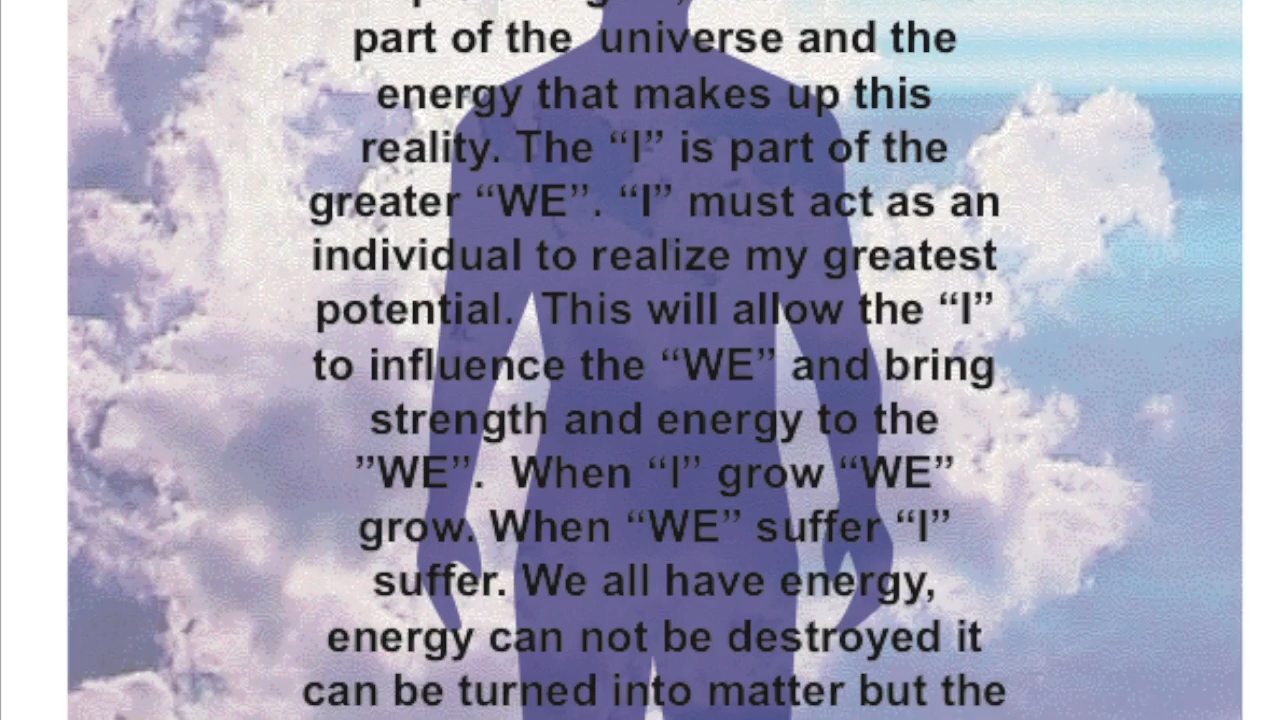 part of the universe and the
energy that makes up this
reality. The “I” is part of the
greater “WE”. “I” must act as an
individual to realize my greatest
potential. This will allow the “I”
to influence the “WE” and bring
strength and energy to the
”WE”. When “I” grow “WE”
grow. When “WE” suffer “I”
suffer. We all have energy,
energy can not be destroyed it
can be turned into matter but the